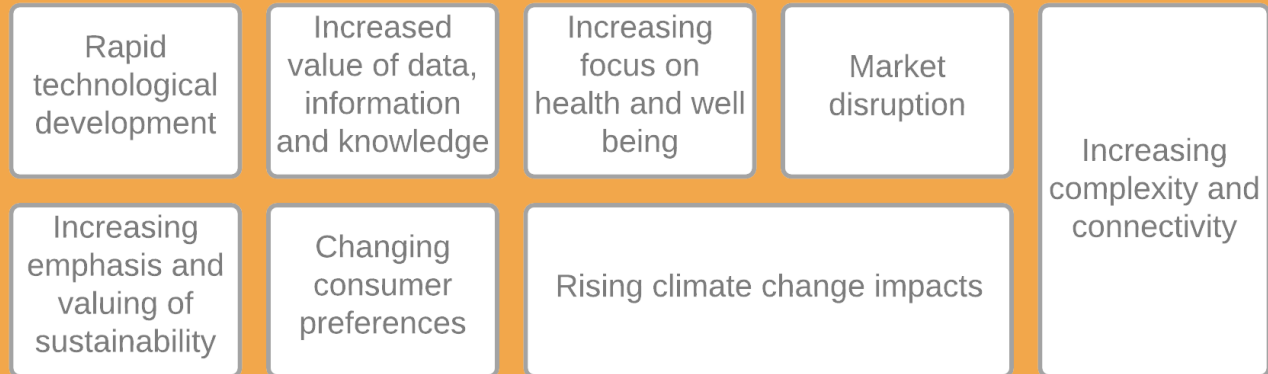 Rapid
technological
development
Increased
value of data,
information
and knowledge
Increasing
focus on
health and well
being
Market
disruption
Increasing
complexity and
connectivity
Increasing
emphasis and
valuing of
sustainability
Changing
consumer
preferences
Rising climate change impacts